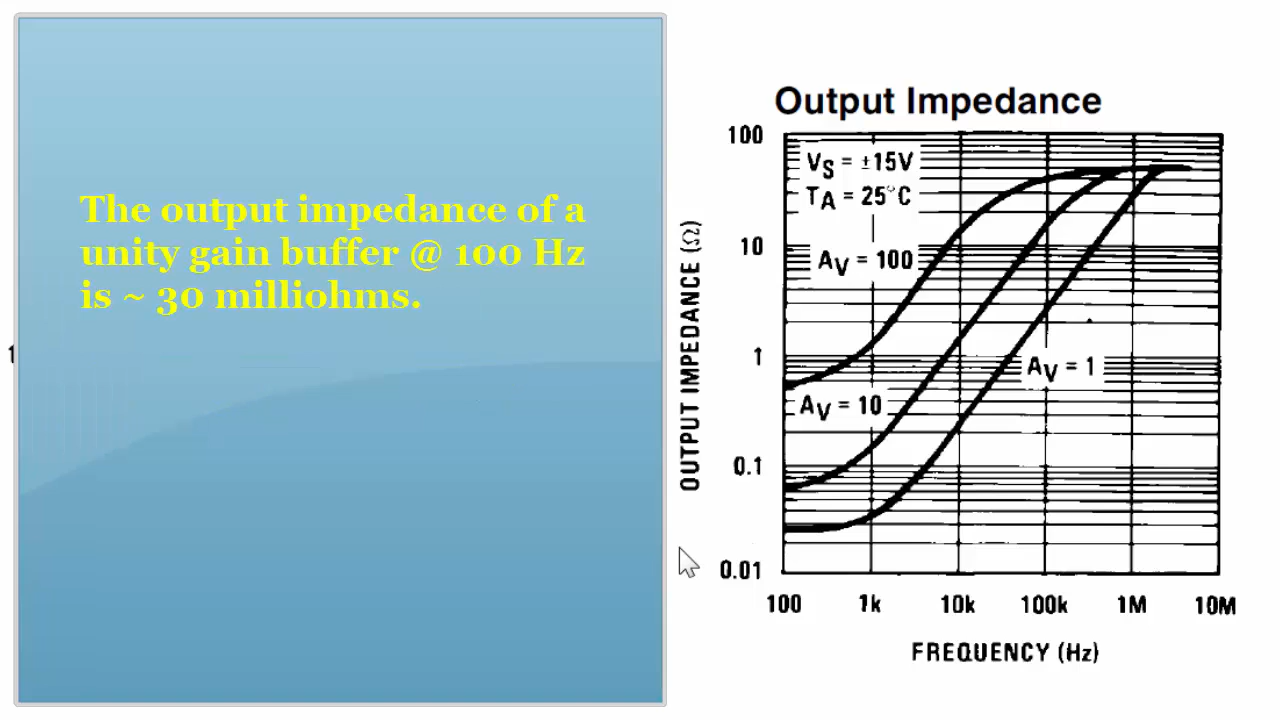 The output impedance of a
unity gain buffer @ 100 Hz
is ~ 30 milliohms.
1
Output Impedance
100
10
1
0.1
0.01
OUTPUT IMPEDANCE (Ω)
VS = ±15V
TA = 25°C
AV = 100
AV = 10
AV = 1
100 1k 10k 100k 1M 10M
FREQUENCY (Hz)